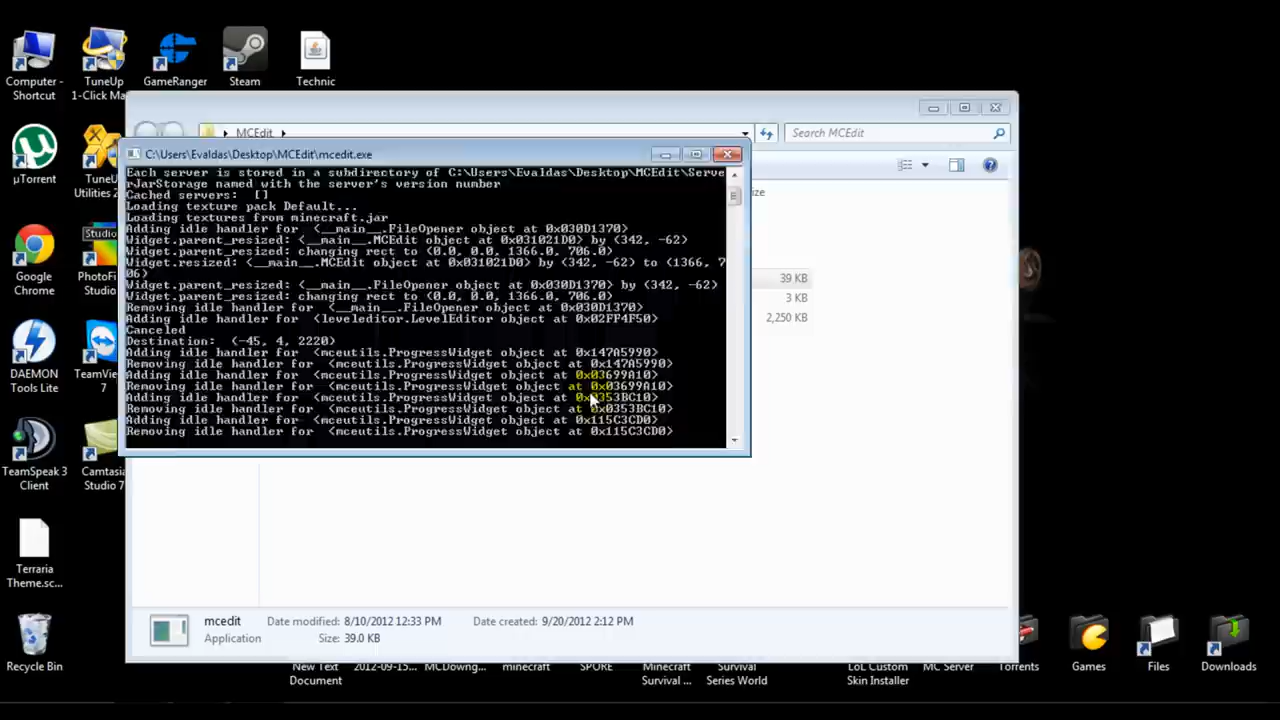 Computer -
Shortcut
TuneUp
1-Click Ma
GameRanger
Steam
Technic
MCEdit
Search MCEdit
C:\Users\Evaldas\Desktop\MCEdit\mcedit.exe
Each server is stored in a subdirectory of C:\Users\Evaldas\Desktop\MCEdit\Serve
rJarStorage named with the server's version number
Cached servers:  []
Loading texture pack Default...
Loading textures from minecraft.jar
Adding idle handler for  <__main__.FileOpener object at 0x030D1370>
Widget.parent_resized: <__main__.MCEdit object at 0x031021D0> by (342, -62)
Widget.parent_resized: changing rect to (0.0, 0.0, 1366.0, 706.0)
Widget.resized: <__main__.MCEdit object at 0x031021D0> by (342, -62) to (1366, 7
06)
Widget.parent_resized: <__main__.FileOpener object at 0x030D1370> by (342, -62)
Widget.parent_resized: changing rect to (0.0, 0.0, 1366.0, 706.0)
Removing idle handler for  <__main__.FileOpener object at 0x030D1370>
Adding idle handler for  <leveleditor.LevelEditor object at 0x02FF4F50>
Canceled
Destination:  (-45, 4, 2220)
Adding idle handler for  <mceutils.ProgressWidget object at 0x147A5990>
Removing idle handler for  <mceutils.ProgressWidget object at 0x147A5990>
Adding idle handler for  <mceutils.ProgressWidget object at 0x03699A10>
Removing idle handler for  <mceutils.ProgressWidget object at 0x03699A10>
Adding idle handler for  <mceutils.ProgressWidget object at 0x0353BC10>
Removing idle handler for  <mceutils.ProgressWidget object at 0x0353BC10>
Adding idle handler for  <mceutils.ProgressWidget object at 0x115C3CD0>
Removing idle handler for  <mceutils.ProgressWidget object at 0x115C3CD0>
ize
39 KB
3 KB
2,250 KB
µTorrent
TuneUp
Utilities 2
Google
Chrome
Studio
PhotoFi
Studio
DAEMON
Tools Lite
TeamView
TeamSpeak 3
Client
Camtasia
Studio 7
Terraria
Theme.sc...
Recycle Bin
mcedit
Date modified: 8/10/2012 12:33 PM
Date created: 9/20/2012 2:12 PM
Application
Size: 39.0 KB
New Text
Document
2012-09-15...
MCDowng...
minecraft
SPORE
Minecraft
Survival ...
Survival
Series World
LoL Custom
Skin Installer
MC Server
Torrents
Games
Files
Downloads